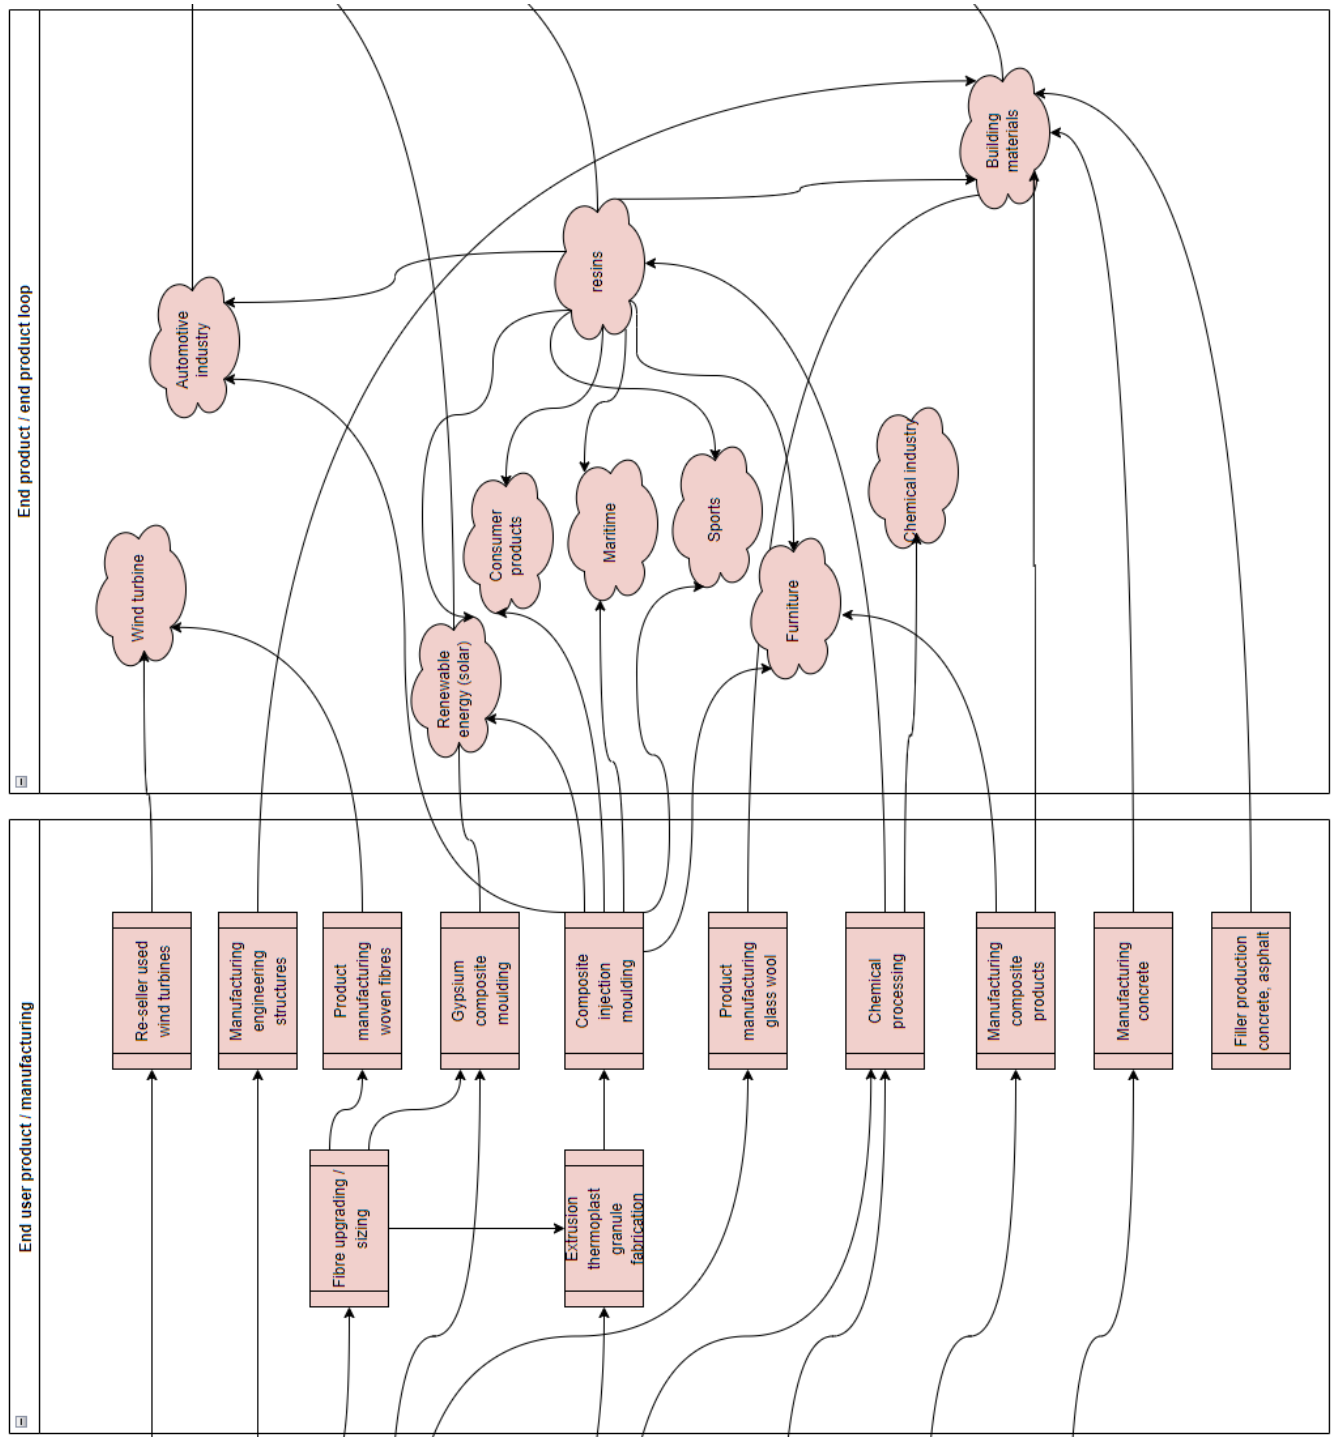 End product / end product loop
Automotive
industry
Wind turbine
resins
Building
materials
Consumer
products
Maritime
Sports
Chemical industry
Furniture
Renewable
energy (solar)
End user product / manufacturing
Re-seller used
wind turbines
Manufacturing
engineering
structures
Product
manufacturing
woven fibres
Gypsium
composite
moulding
Composite
injection
moulding
Product
manufacturing
glass wool
Chemical
processing
Manufacturing
composite
products
Manufacturing
concrete
Filler production
concrete, asphalt
Fibre upgrading /
sizing
Extrusion
thermoplast
granule
fabrication